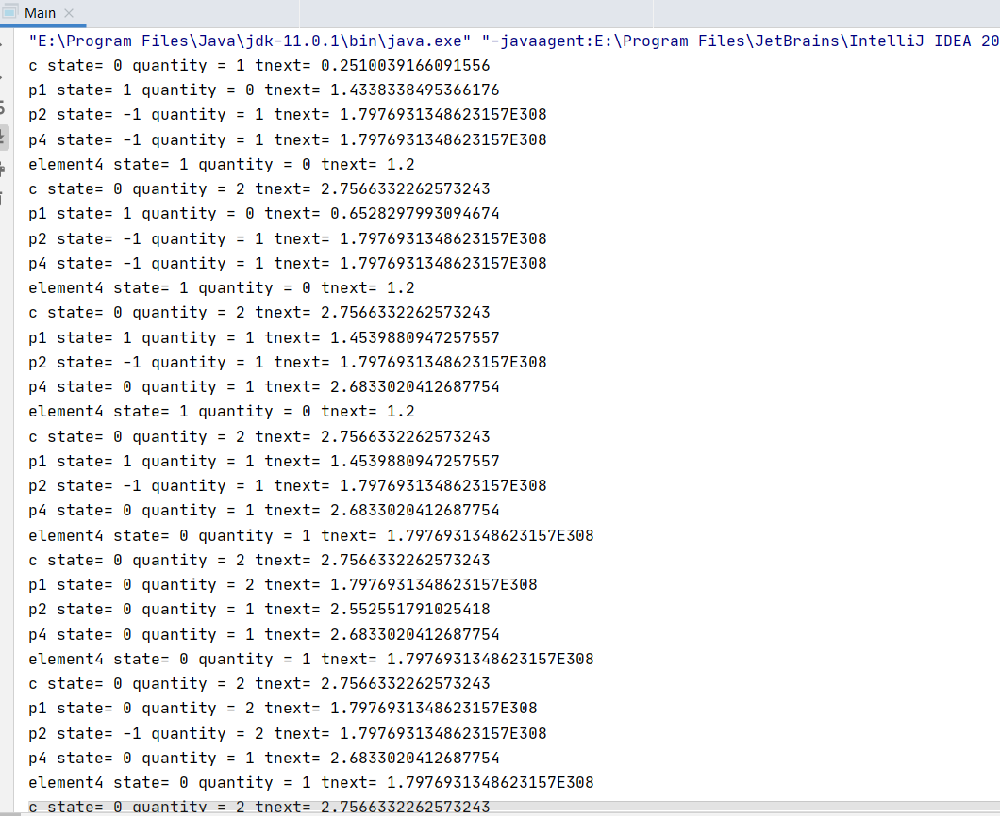 Main
"E:\Program Files\Java\jdk-11.0.1\bin\java.exe" "-javaagent:E:\Program Files\JetBrains\IntelliJ IDEA 20
c state= 0 quantity = 1 tnext= 0.2510039166091556
p1 state= 1 quantity = 0 tnext= 1.4338338495366176
p2 state= -1 quantity = 1 tnext= 1.7976931348623157E308
p4 state= -1 quantity = 1 tnext= 1.7976931348623157E308
element4 state= 1 quantity = 0 tnext= 1.2
c state= 0 quantity = 2 tnext= 2.7566332262573243
p1 state= 1 quantity = 0 tnext= 0.6528297993094674
p2 state= -1 quantity = 1 tnext= 1.7976931348623157E308
p4 state= -1 quantity = 1 tnext= 1.7976931348623157E308
element4 state= 1 quantity = 0 tnext= 1.2
c state= 0 quantity = 2 tnext= 2.7566332262573243
p1 state= 1 quantity = 1 tnext= 1.4539880947257557
p2 state= -1 quantity = 1 tnext= 1.7976931348623157E308
p4 state= 0 quantity = 1 tnext= 2.6833020412687754
element4 state= 1 quantity = 0 tnext= 1.2
c state= 0 quantity = 2 tnext= 2.7566332262573243
p1 state= 1 quantity = 1 tnext= 1.4539880947257557
p2 state= -1 quantity = 1 tnext= 1.7976931348623157E308
p4 state= 0 quantity = 1 tnext= 2.6833020412687754
element4 state= 0 quantity = 1 tnext= 1.7976931348623157E308
c state= 0 quantity = 2 tnext= 2.7566332262573243
p1 state= 0 quantity = 2 tnext= 1.7976931348623157E308
p2 state= 0 quantity = 1 tnext= 2.552551791025418
p4 state= 0 quantity = 1 tnext= 2.6833020412687754
element4 state= 0 quantity = 1 tnext= 1.7976931348623157E308
c state= 0 quantity = 2 tnext= 2.7566332262573243
p1 state= 0 quantity = 2 tnext= 1.7976931348623157E308
p2 state= -1 quantity = 2 tnext= 1.7976931348623157E308
p4 state= 0 quantity = 1 tnext= 2.6833020412687754
element4 state= 0 quantity = 1 tnext= 1.7976931348623157E308
c state= 0 quantity = 2 tnext= 2.7566332262573243